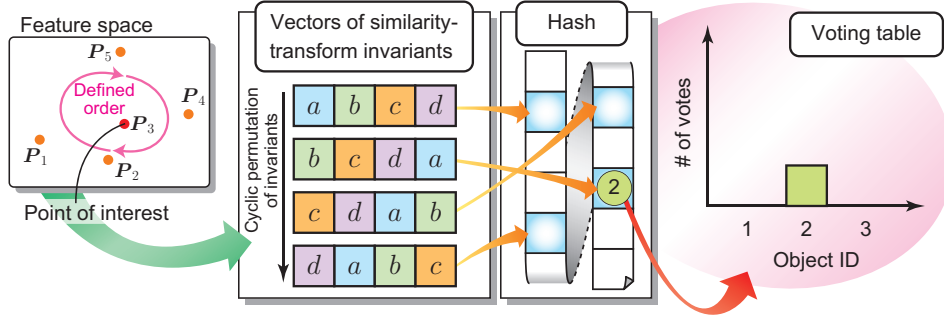 Feature space
P5
Defined
order
P4
P3
P1
P2
Point of interest
Vectors of similarity-
transform invariants
Cyclic permutation
of invariants
a b c d
b c d a
c d a b
d a b c
Hash
2
Voting table
# of votes
1 2 3
Object ID